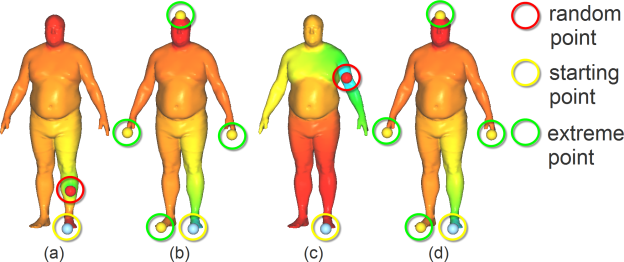 random
point
starting
point
extreme
point
(a) (b) (c) (d)